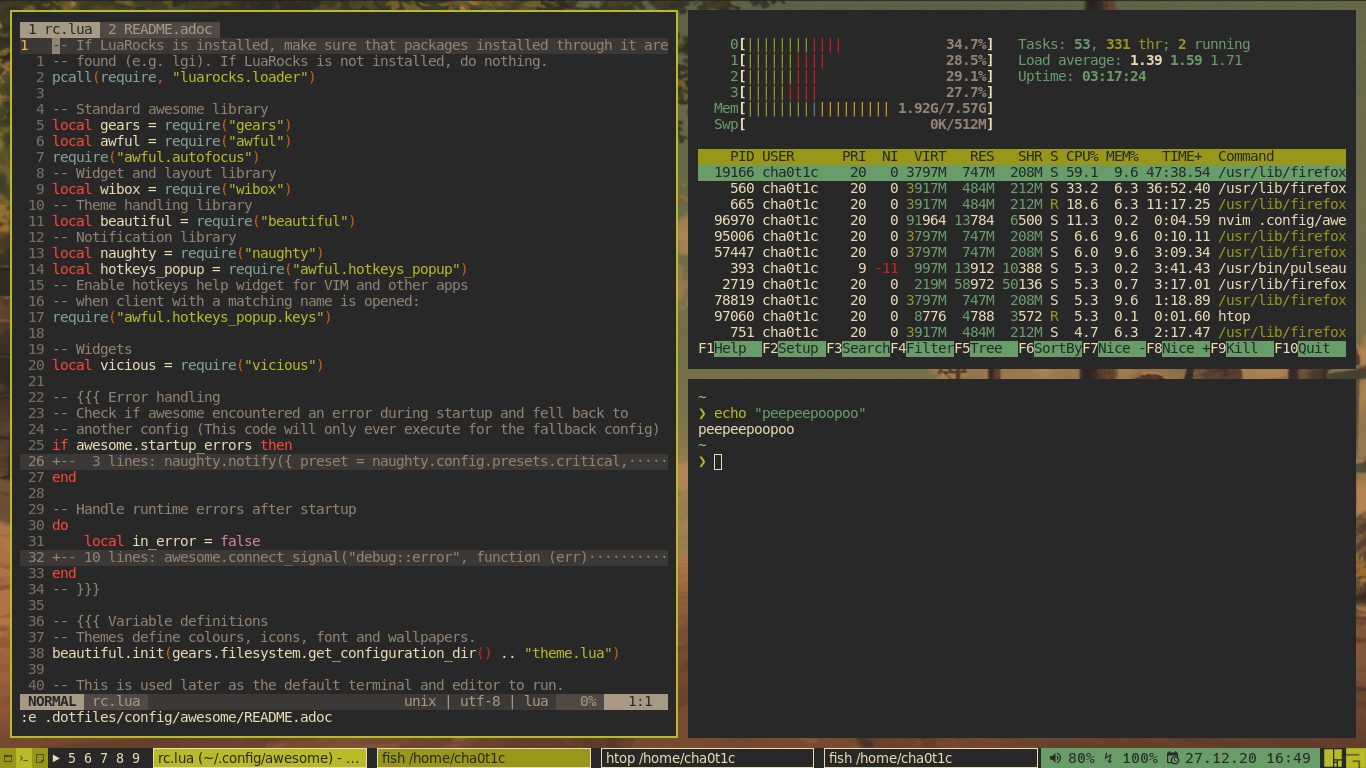 1 rc.lua 2 README.adoc
1 -- If LuaRocks is installed, make sure that packages installed through it are
1 -- found (e.g. lgi). If LuaRocks is not installed, do nothing.
2 pcall(require, "luarocks.loader")
3
4 -- Standard awesome library
5 local gears = require("gears")
6 local awful = require("awful")
7 require("awful.autofocus")
8 -- Widget and layout library
9 local wibox = require("wibox")
10 -- Theme handling library
11 local beautiful = require("beautiful")
12 -- Notification library
13 local naughty = require("naughty")
14 local hotkeys_popup = require("awful.hotkeys_popup")
15 -- Enable hotkeys help widget for VIM and other apps
16 -- when client with a matching name is opened:
17 require("awful.hotkeys_popup.keys")
18
19 -- Widgets
20 local vicious = require("vicious")
21
22 -- {{{ Error handling
23 -- Check if awesome encountered an error during startup and fell back to
24 -- another config (This code will only ever execute for the fallback config)
25 if awesome.startup_errors then
26 +--  3 lines: naughty.notify({ preset = naughty.config.presets.critical,·····
27 end
28
29 -- Handle runtime errors after startup
30 do
31     local in_error = false
32 +-- 10 lines: awesome.connect_signal("debug::error", function (err)··········
33 end
34 -- }}}
35
36 -- {{{ Variable definitions
37 -- Themes define colours, icons, font and wallpapers.
38 beautiful.init(gears.filesystem.get_configuration_dir() .. "theme.lua")
39
40 -- This is used later as the default terminal and editor to run.
NORMAL rc.lua unix | utf-8 | lua 0% 1:1
:e .dotfiles/config/awesome/README.adoc
0[||||||||||||34.7%] Tasks: 53, 331 thr; 2 running
1[||||||||||28.5%] Load average: 1.39 1.59 1.71
2[|||||||||29.1%] Uptime: 03:17:24
3[|||||||||27.7%]
Mem[||||||||||||||||||1.92G/7.57G]
Swp[0K/512M]
PID USER PRI NI VIRT RES SHR S CPU% MEM% TIME+ Command
19166 cha0t1c 20 0 3797M 747M 208M S 59.1 9.6 47:38.54 /usr/lib/firefox
560 cha0t1c 20 0 3917M 484M 212M S 33.2 6.3 36:52.40 /usr/lib/firefox
665 cha0t1c 20 0 3917M 484M 212M R 18.6 6.3 11:17.25 /usr/lib/firefox
96970 cha0t1c 20 0 91964 13784 6500 S 11.3 0.2 0:04.59 nvim .config/awe
95006 cha0t1c 20 0 3797M 747M 208M S 6.6 9.6 0:10.11 /usr/lib/firefox
57447 cha0t1c 20 0 3797M 747M 208M S 6.0 9.6 3:09.34 /usr/lib/firefox
393 cha0t1c 9 -11 997M 13912 10388 S 5.3 0.2 3:41.43 /usr/bin/pulseau
2719 cha0t1c 20 0 219M 58972 50136 S 5.3 0.7 3:17.01 /usr/lib/firefox
78819 cha0t1c 20 0 3797M 747M 208M S 5.3 9.6 1:18.89 /usr/lib/firefox
97060 cha0t1c 20 0 8776 4788 3572 R 5.3 0.1 0:01.60 htop
751 cha0t1c 20 0 3917M 484M 212M S 4.7 6.3 2:17.47 /usr/lib/firefox
F1Help F2Setup F3SearchF4FilterF5Tree F6SortByF7Nice -F8Nice +F9Kill F10Quit
~
❯ echo "peepeepoopoo"
peepeepoopoo
~
❯
5 6 7 8 9 rc.lua (~/.config/awesome) - ... fish /home/cha0t1c htop /home/cha0t1c fish /home/cha0t1c 80% 100% 27.12.20 16:49